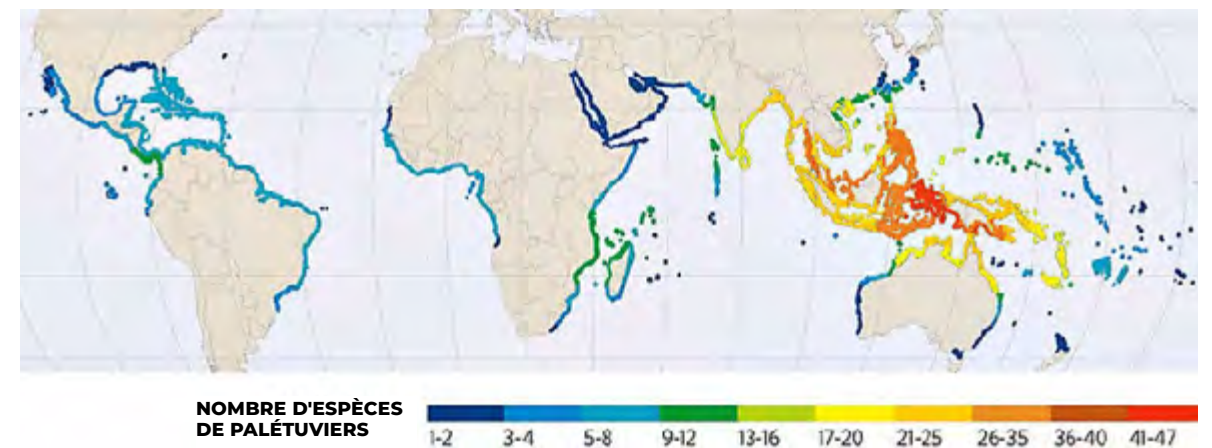 NOMBRE D'ESPÈCES
DE PALÉTUVIERS
1-2 3-4 5-8 9-12 13-16 17-20 21-25 26-35 36-40 41-47